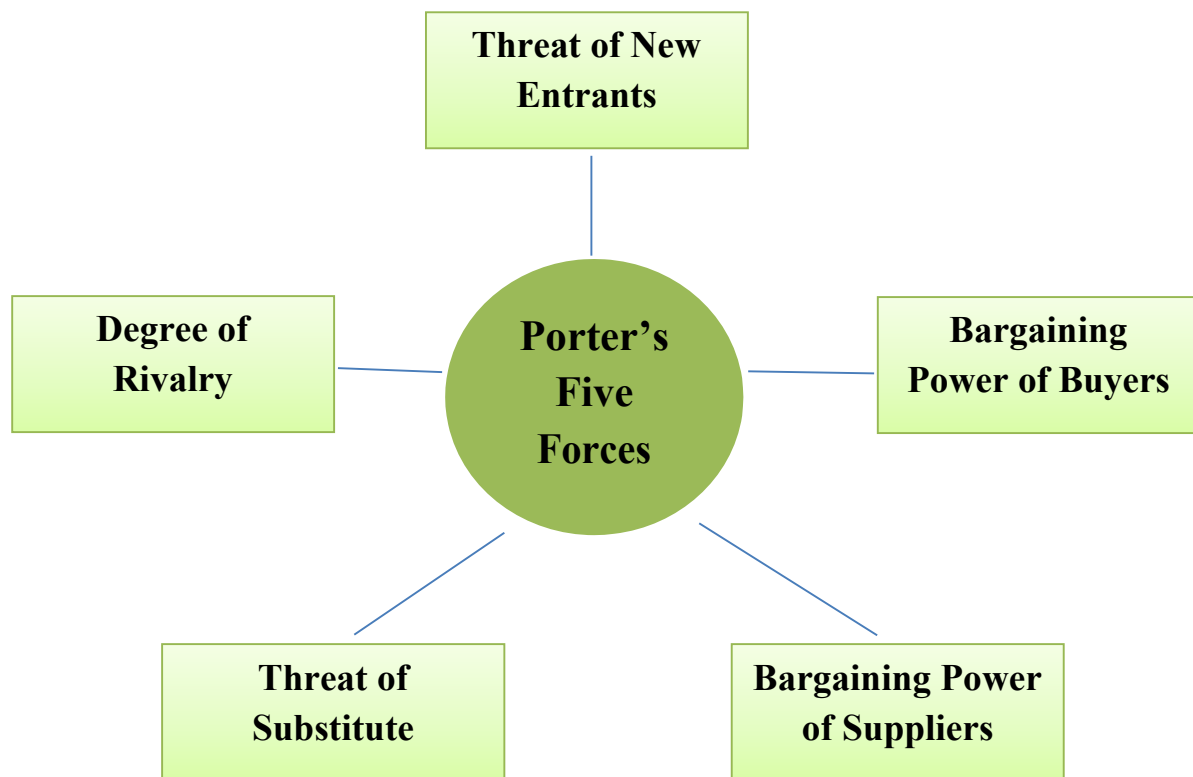 Threat of New
Entrants
Degree of
Rivalry
Porter’s
Five
Forces
Bargaining
Power of Buyers
Threat of
Substitute
Bargaining Power
of Suppliers